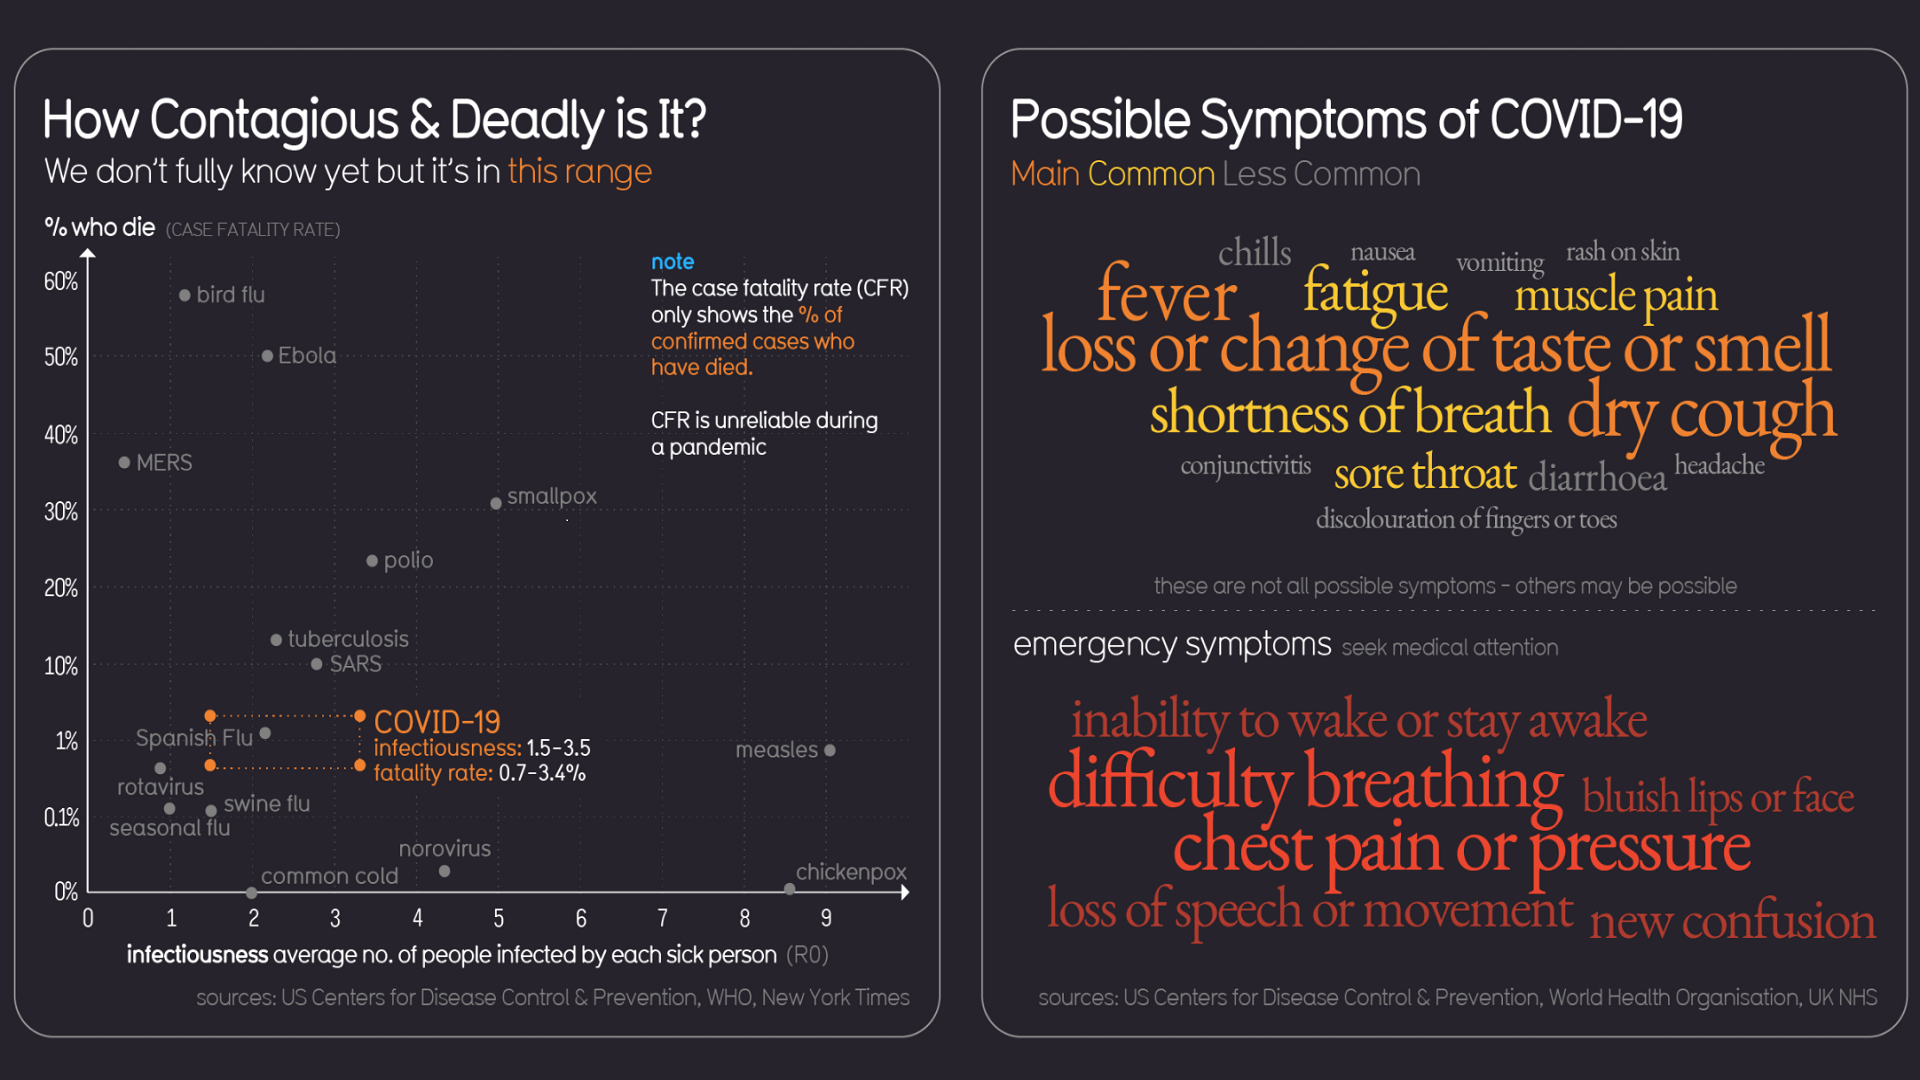 How Contagious & Deadly is It?
We don't fully know yet but it's in this range
% who die (CASE FATALITY RATE)
note
The case fatality rate (CFR)
only shows the % of
confirmed cases who
have died.
CFR is unreliable during
a pandemic
60%
50%
40%
30%
20%
10%
1%
0.1%
0%
bird flu
Ebola
MERS
smallpox
polio
tuberculosis
SARS
COVID-19
infectiousness: 1.5-3.5
fatality rate: 0.7-3.4%
Spanish Flu
measles
rotavirus
swine flu
seasonal flu
norovirus
common cold
chickenpox
0 1 2 3 4 5 6 7 8 9
infectiousness average no. of people infected by each sick person (R0)
sources: US Centers for Disease Control & Prevention, WHO, New York Times
Possible Symptoms of COVID-19
Main Common Less Common
chills nausea vomiting rash on skin
fever fatigue muscle pain
loss or change of taste or smell
shortness of breath dry cough
conjunctivitis sore throat diarrhoea headache
discolouration of fingers or toes
these are not all possible symptoms - others may be possible
emergency symptoms seek medical attention
inability to wake or stay awake
difficulty breathing bluish lips or face
chest pain or pressure
loss of speech or movement new confusion
sources: US Centers for Disease Control & Prevention, World Health Organisation, UK NHS